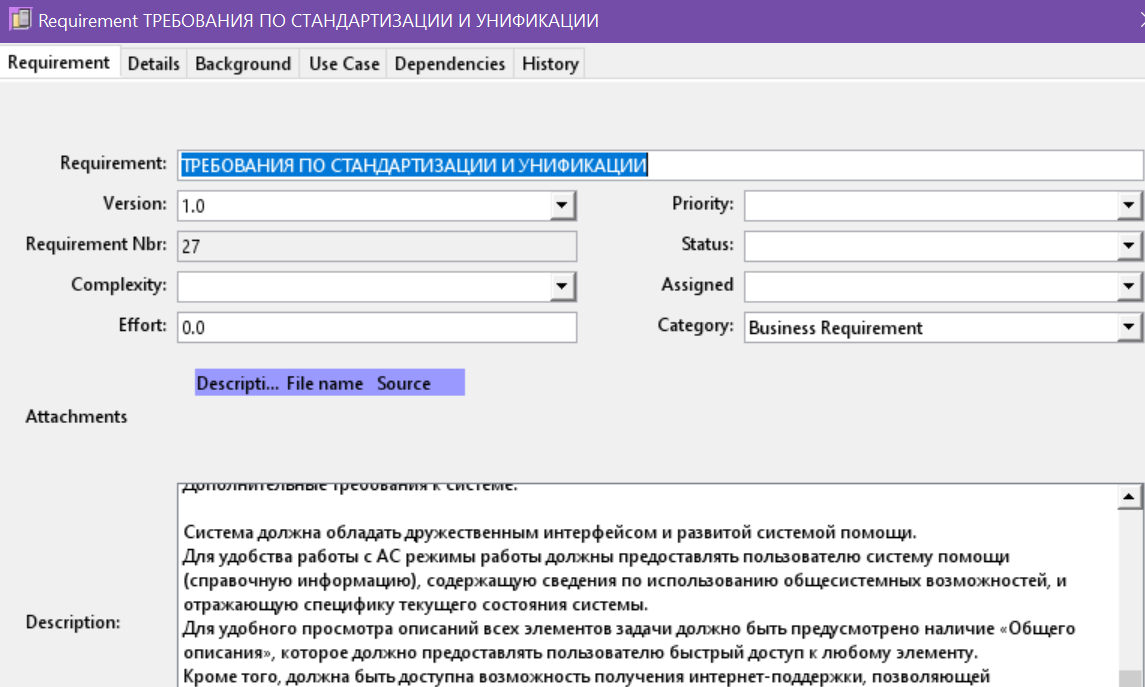 Requirement ТРЕБОВАНИЯ ПО СТАНДАРТИЗАЦИИ И УНИФИКАЦИИ
Requirement Details Background Use Case Dependencies History
Requirement: ТРЕБОВАНИЯ ПО СТАНДАРТИЗАЦИИ И УНИФИКАЦИИ
Version: 1.0 Priority:
Requirement Nbr: 27 Status:
Complexity: Assigned
Effort: 0.0 Category: Business Requirement
Descripti... File name Source
Attachments
Дополнительные требования к системе.
Система должна обладать дружественным интерфейсом и развитой системой помощи.
Для удобства работы с АС режимы работы должны предоставлять пользователю систему помощи
(справочную информацию), содержащую сведения по использованию общесистемных возможностей, и
отражающую специфику текущего состояния системы.
Description:
Для удобного просмотра описаний всех элементов задачи должно быть предусмотрено наличие «Общего
описания», которое должно предоставлять пользователю быстрый доступ к любому элементу.
Кроме того, должна быть доступна возможность получения интернет-поддержки, позволяющей